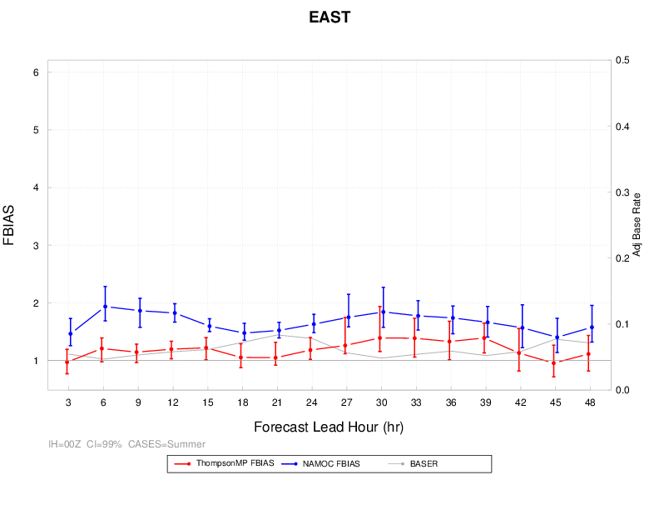 EAST
6
5
4
3
2
1
0.5
0.4
0.3
0.2
0.1
0.0
FBIAS
Adj Base Rate
3 6 9 12 15 18 21 24 27 30 33 36 39 42 45 48
Forecast Lead Hour (hr)
IH=00Z CI=99% CASES=Summer
ThompsonMP FBIAS NAMOC FBIAS BASER